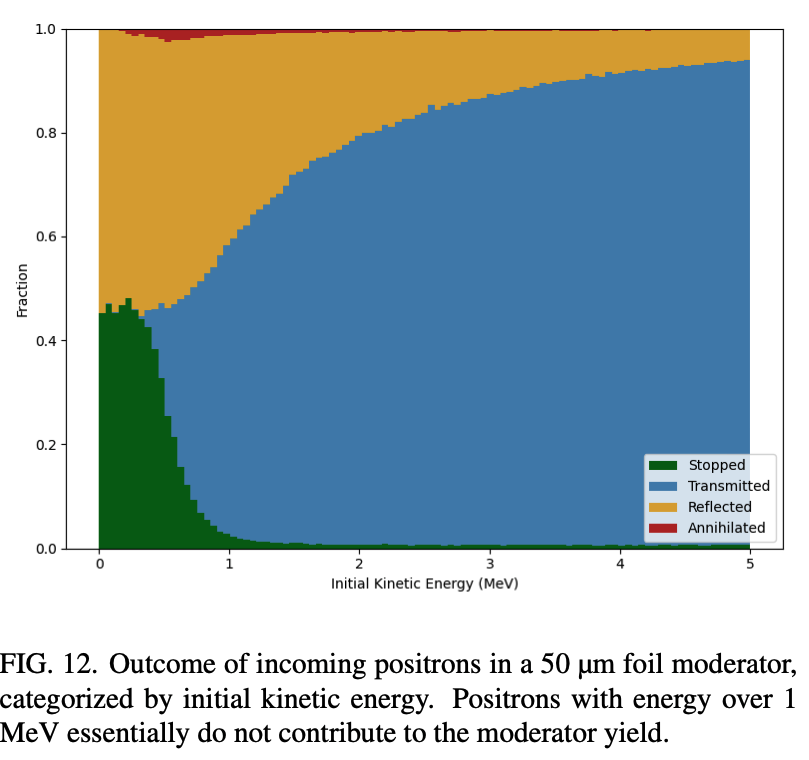 1.0
0.8
0.6
0.4
0.2
0.0
Fraction
0
1
2
3
4
5
Initial Kinetic Energy (MeV)
Stopped
Transmitted
Reflected
Annihilated
FIG. 12. Outcome of incoming positrons in a 50 µm foil moderator,
categorized by initial kinetic energy. Positrons with energy over 1
MeV essentially do not contribute to the moderator yield.